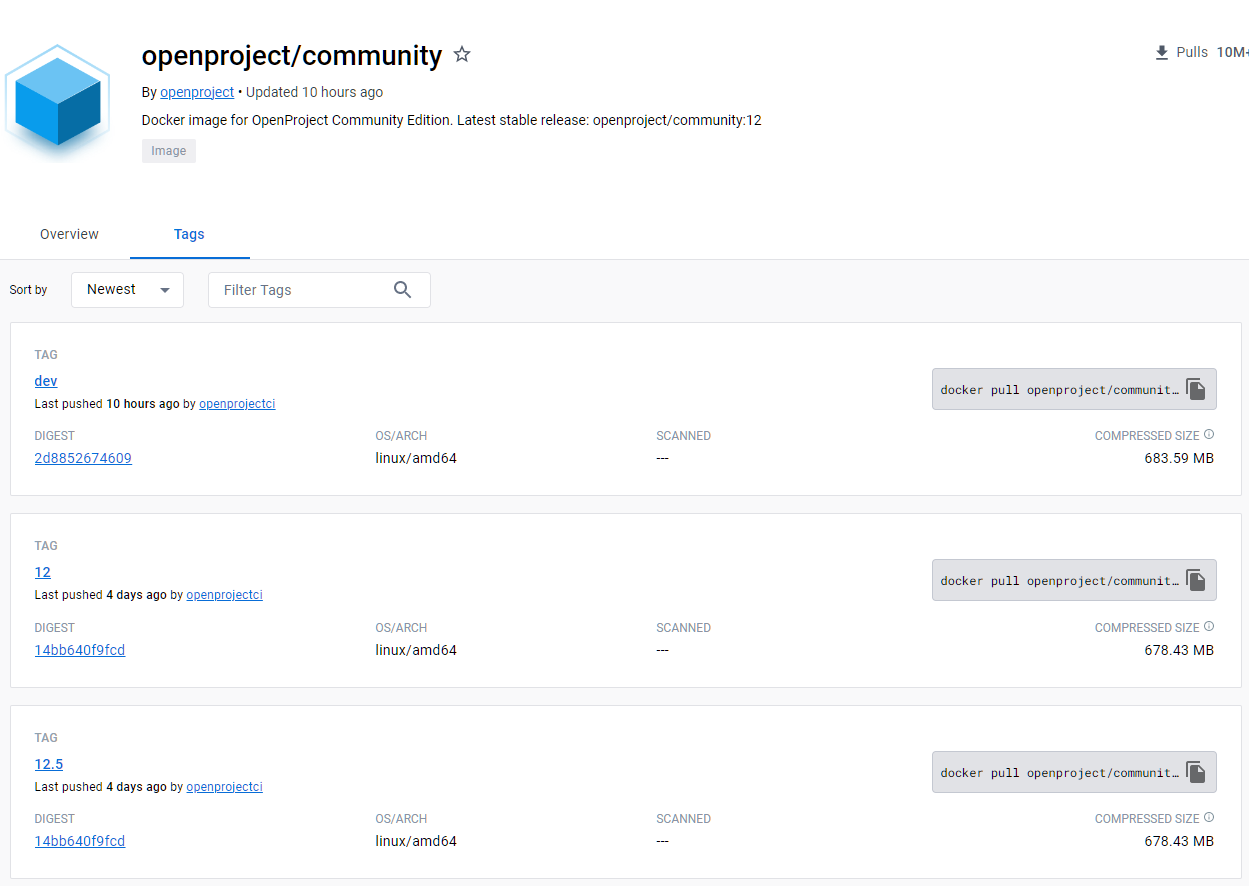 openproject/community
Pulls 10M+
By openproject • Updated 10 hours ago
Docker image for OpenProject Community Edition. Latest stable release: openproject/community:12
Image
Overview
Tags
Sort by
Newest
Filter Tags
TAG
dev
docker pull openproject/communit…
Last pushed 10 hours ago by openprojectci
DIGEST
OS/ARCH
SCANNED
COMPRESSED SIZE
2d8852674609
linux/amd64
---
683.59 MB
TAG
12
docker pull openproject/communit…
Last pushed 4 days ago by openprojectci
DIGEST
OS/ARCH
SCANNED
COMPRESSED SIZE
14bb640f9fcd
linux/amd64
---
678.43 MB
TAG
12.5
docker pull openproject/communit…
Last pushed 4 days ago by openprojectci
DIGEST
OS/ARCH
SCANNED
COMPRESSED SIZE
14bb640f9fcd
linux/amd64
---
678.43 MB